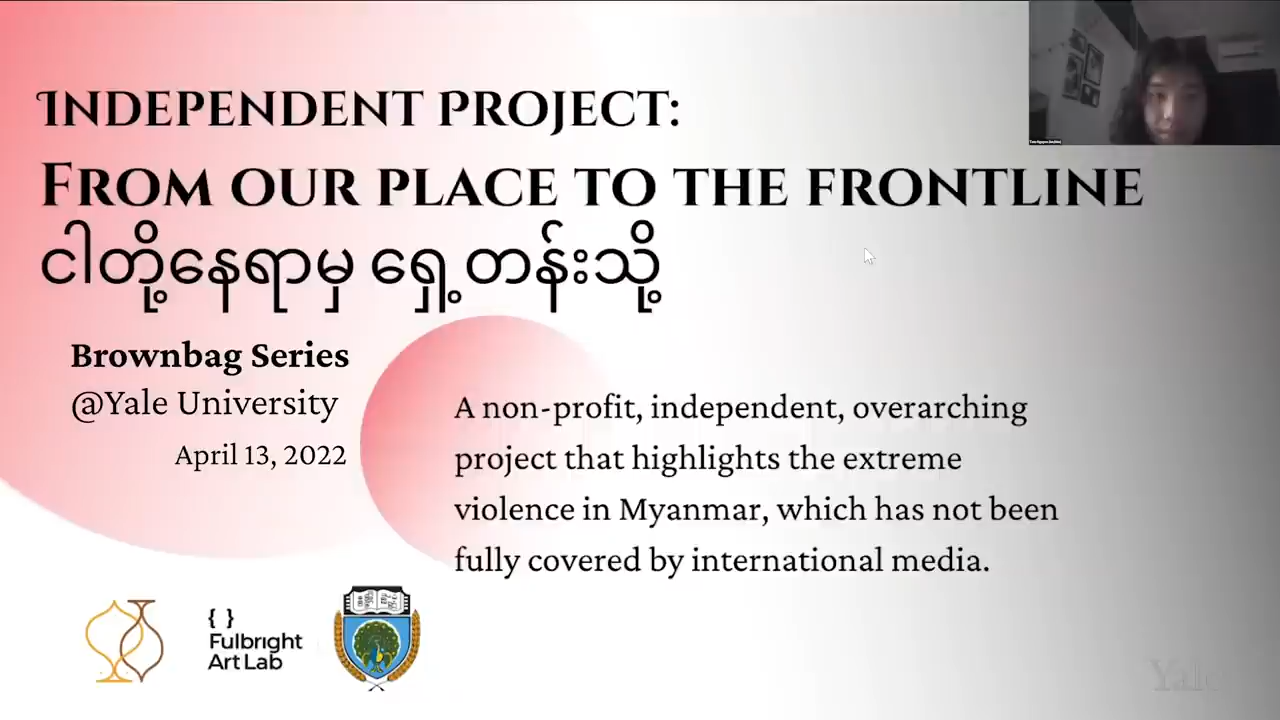 Independent Project:
From our place to the frontline
ငါတို့နေရာမှ ရှေ့တန်းသို့
Brownbag Series
@Yale University
April 13, 2022
A non-profit, independent, overarching
project that highlights the extreme
violence in Myanmar, which has not been
fully covered by international media.
{ }
Fulbright
Art Lab
Yale